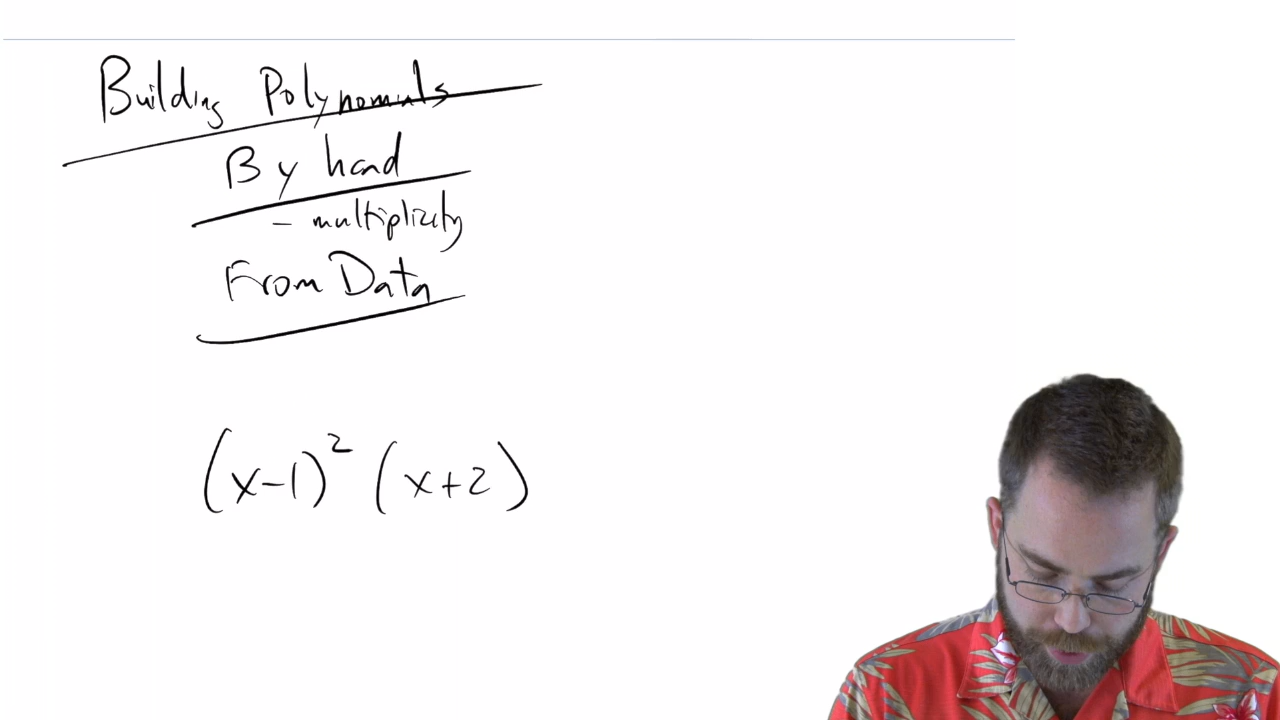 Building Polynomials
By hand
- multiplicity
From Data
(x-1)² (x+2)